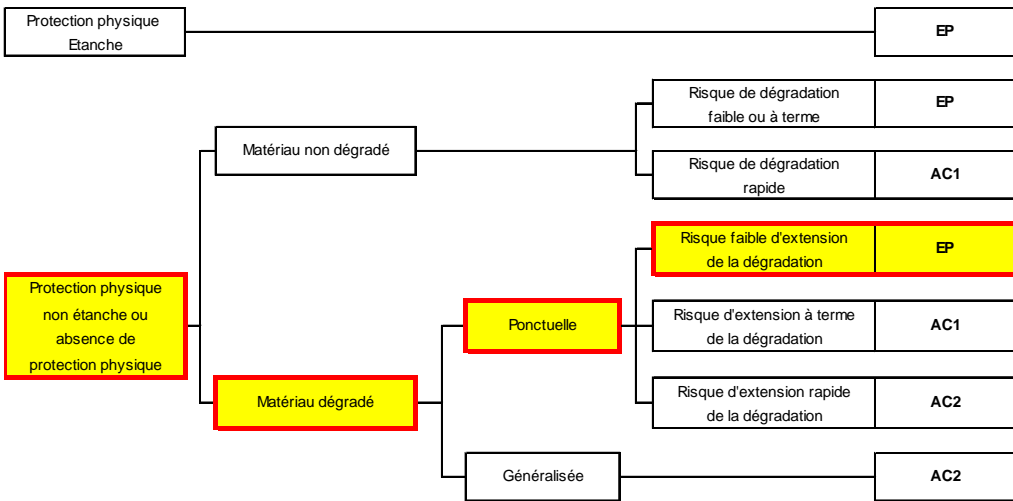 Protection physique
Etanche
EP
Risque de dégradation
faible ou à terme
EP
Matériau non dégradé
Risque de dégradation
rapide
AC1
Risque faible d'extension
de la dégradation
EP
Protection physique
non étanche ou
absence de
protection physique
Ponctuelle
Risque d'extension à terme
de la dégradation
AC1
Matériau dégradé
Risque d'extension rapide
de la dégradation
AC2
Généralisée
AC2